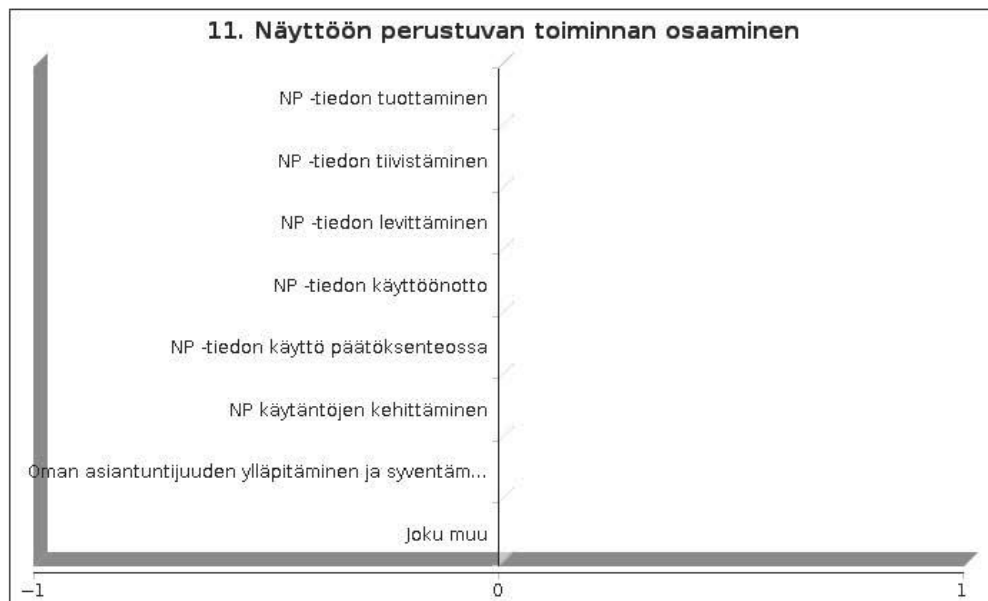 11. Näyttöön perustuvan toiminnan osaaminen
NP -tiedon tuottaminen
NP -tiedon tiivistäminen
NP -tiedon levittäminen
NP -tiedon käyttöönotto
NP -tiedon käyttö päätöksenteossa
NP käytäntöjen kehittäminen
Oman asiantuntijuuden ylläpitäminen ja syventäm...
Joku muu
−1 0 1